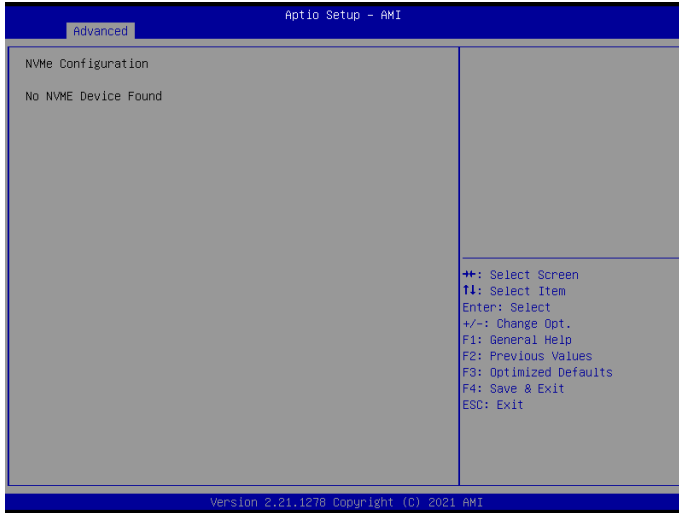 Aptio Setup – AMI
Advanced
NVMe Configuration
No NVME Device Found
→←: Select Screen
↑↓: Select Item
Enter: Select
+/-: Change Opt.
F1: General Help
F2: Previous Values
F3: Optimized Defaults
F4: Save & Exit
ESC: Exit
Version 2.21.1278 Copyright (C) 2021 AMI